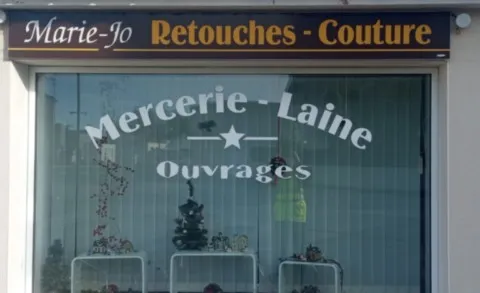 Marie-Jo Retouches - Couture
Mercerie - Laine
Ouvrages